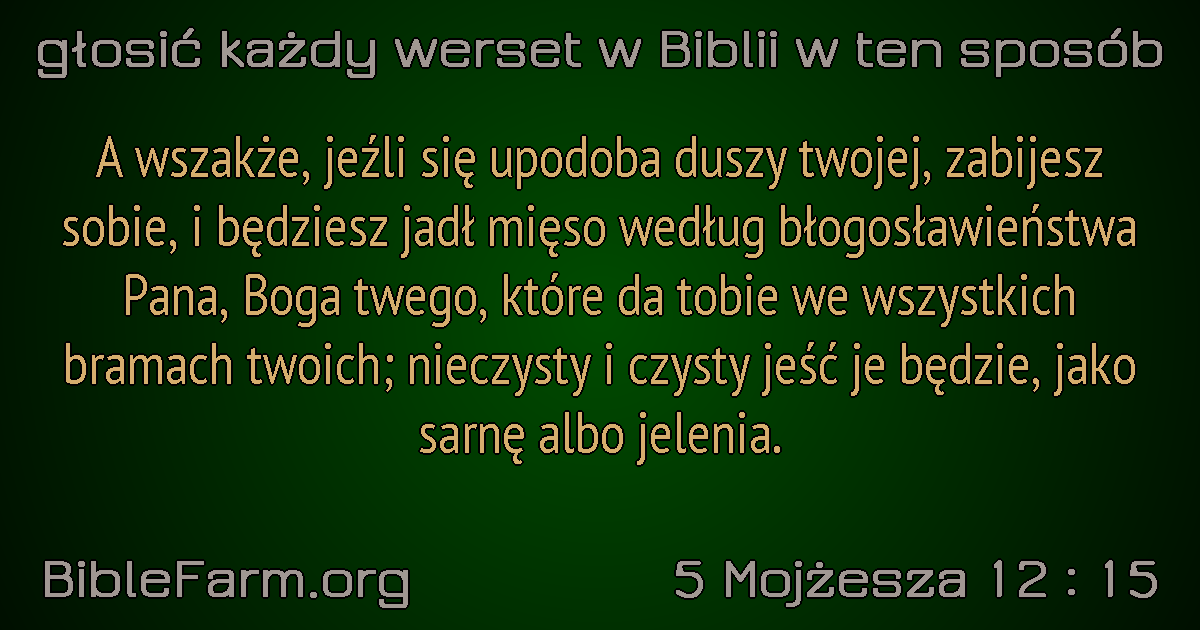 głosić każdy werset w Biblii w ten sposób
A wszakże, jeźli się upodoba duszy twojej, zabijesz
sobie, i będziesz jadł mięso według błogosławieństwa
Pana, Boga twego, które da tobie we wszystkich
bramach twoich; nieczysty i czysty jeść je będzie, jako
sarnę albo jelenia.
BibleFarm.org
5 Mojżesza 12 : 15